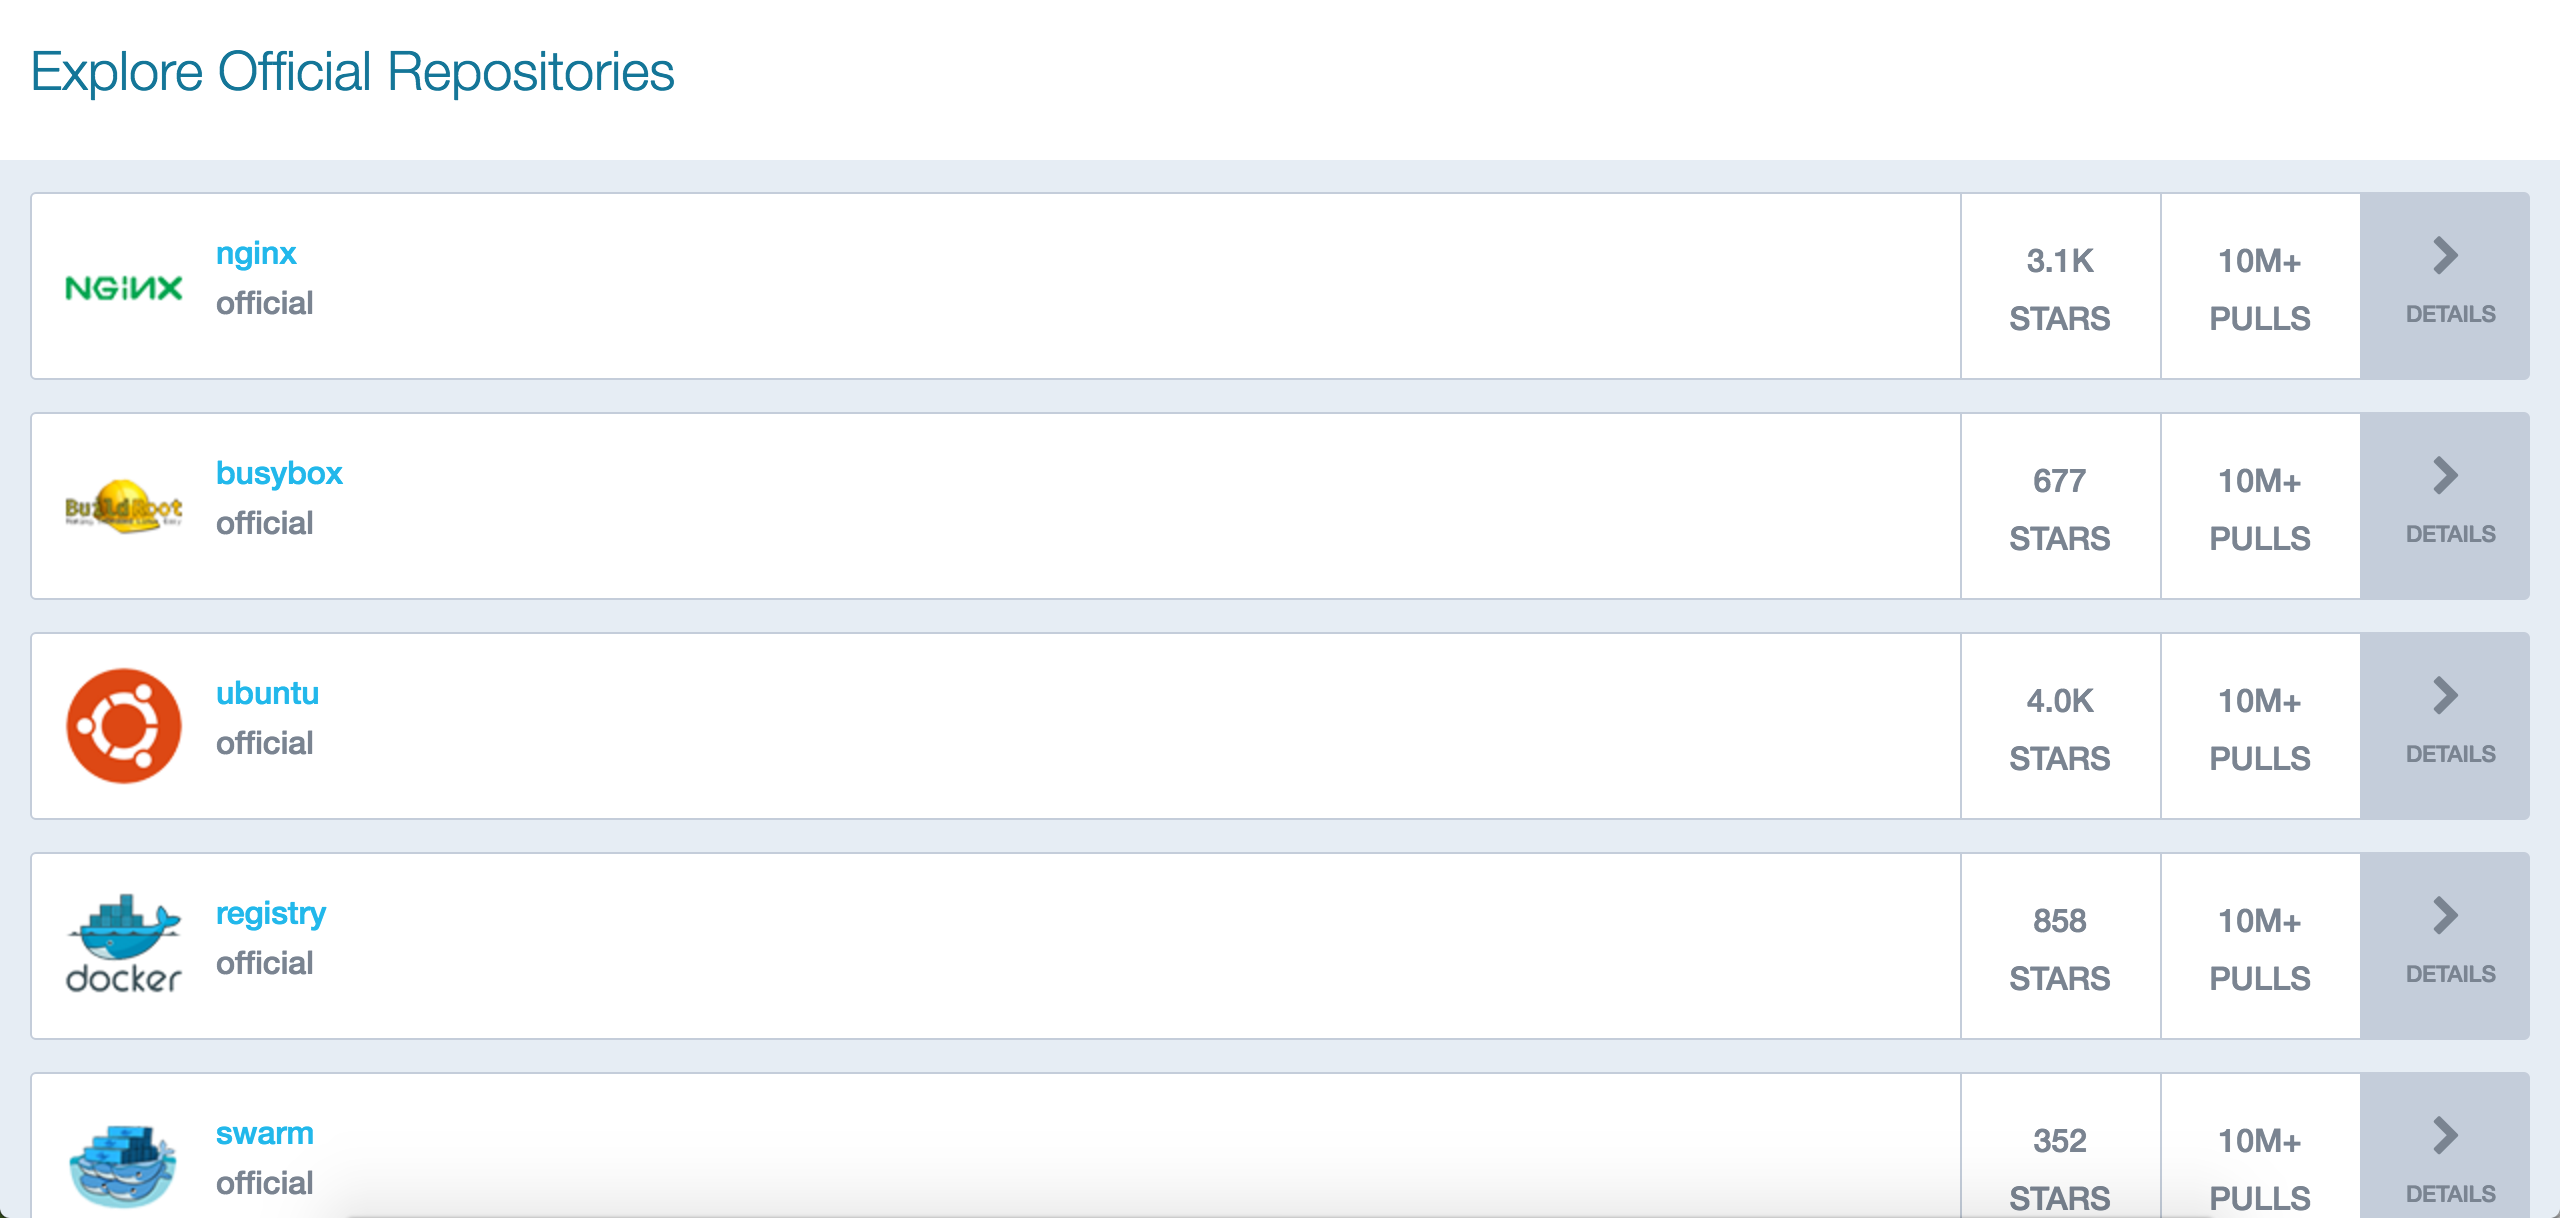 Explore Official Repositories
NGINX
nginx
official
3.1K
STARS
10M+
PULLS
DETAILS
BuildRoot
busybox
official
677
STARS
10M+
PULLS
DETAILS
ubuntu
official
4.0K
STARS
10M+
PULLS
DETAILS
docker
registry
official
858
STARS
10M+
PULLS
DETAILS
swarm
official
352
STARS
10M+
PULLS
DETAILS